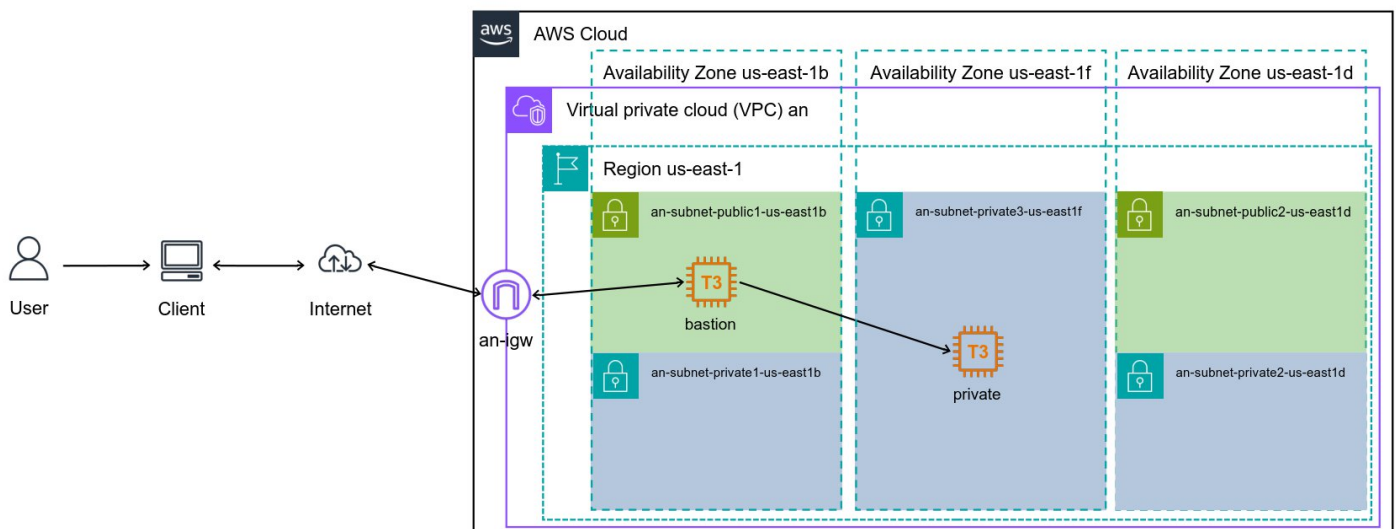 aws
AWS Cloud
Availability Zone us-east-1b
Availability Zone us-east-1f
Availability Zone us-east-1d
Virtual private cloud (VPC) an
Region us-east-1
an-subnet-public1-us-east1b
an-subnet-private3-us-east1f
an-subnet-public2-us-east1d
User
Client
Internet
an-igw
T3
bastion
T3
private
an-subnet-private1-us-east1b
an-subnet-private2-us-east1d